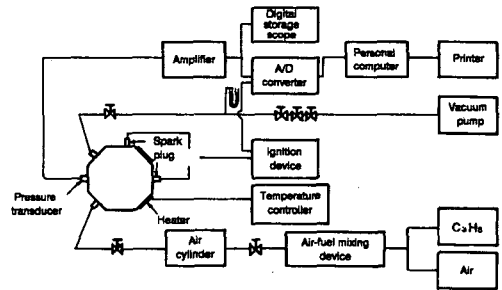 Digital
storage
scope
Amplifier
A/D
converter
Personal
computer
Printer
Vacuum
pump
Spark
plug
Ignition
device
Pressure
transducer
Temperature
controller
Heater
Air
cylinder
Air-fuel mixing
device
C₃H₈
Air